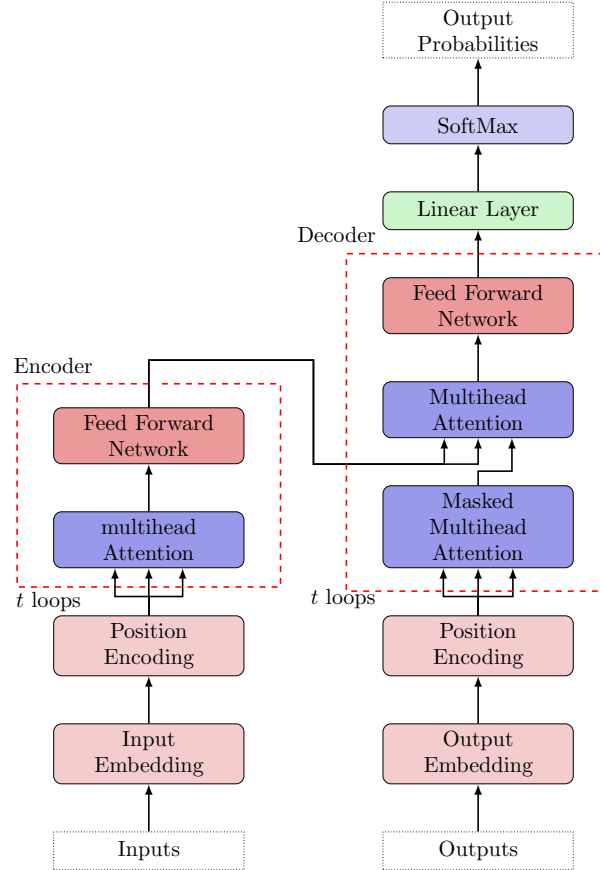 Output
Probabilities
SoftMax
Linear Layer
Decoder
Feed Forward
Network
Multihead
Attention
Masked
Multihead
Attention
t loops
Position
Encoding
Output
Embedding
Outputs
Encoder
Feed Forward
Network
multihead
Attention
t loops
Position
Encoding
Input
Embedding
Inputs